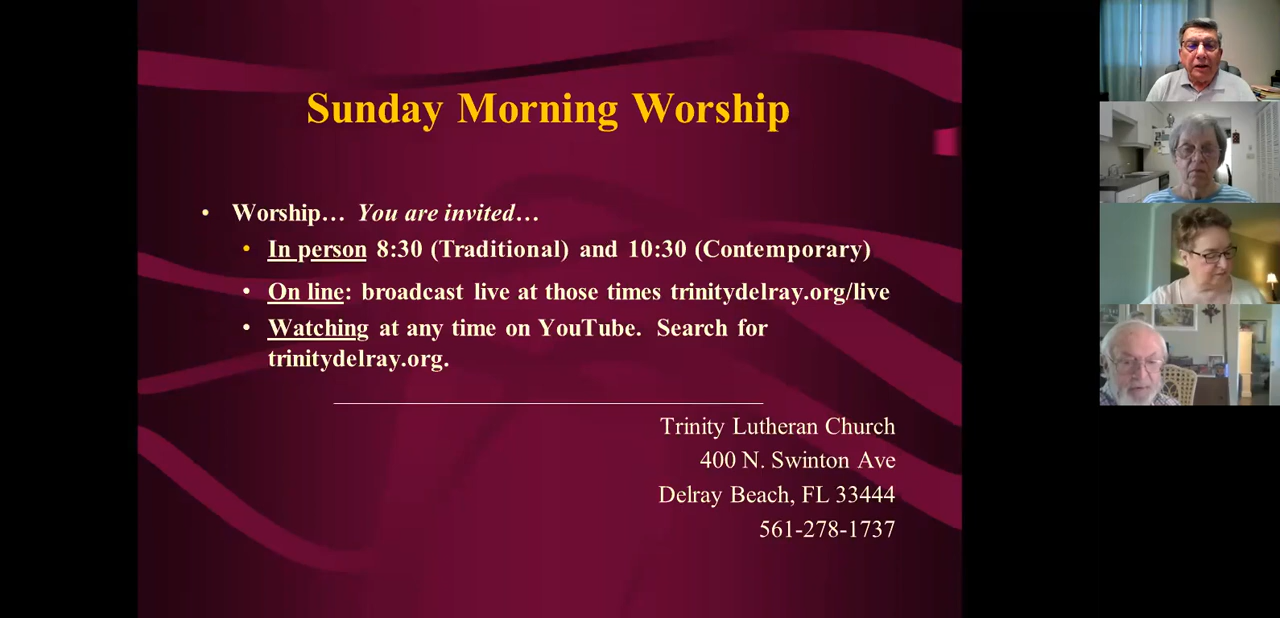 Sunday Morning Worship
• Worship… You are invited…
• In person 8:30 (Traditional) and 10:30 (Contemporary)
• On line: broadcast live at those times trinitydelray.org/live
• Watching at any time on YouTube. Search for
trinitydelray.org.
Trinity Lutheran Church
400 N. Swinton Ave
Delray Beach, FL 33444
561-278-1737